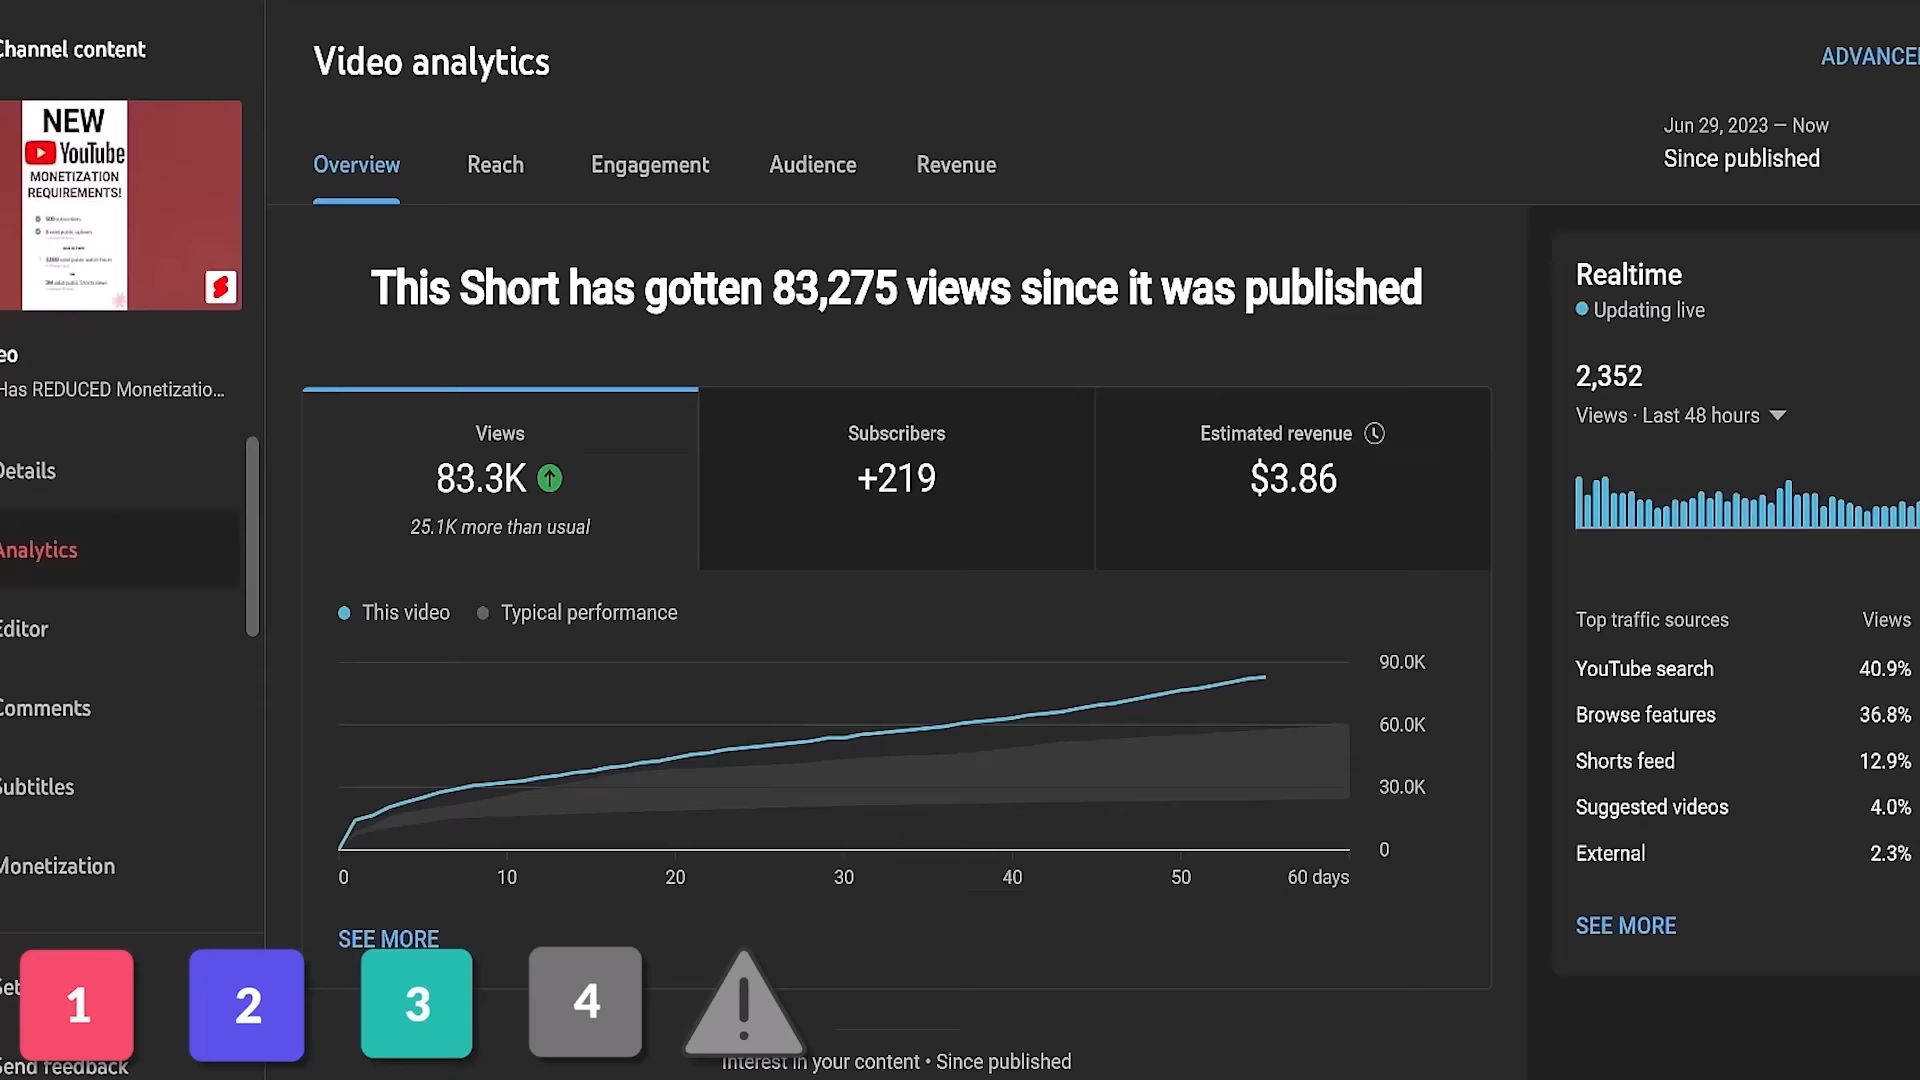 Channel content
NEW
YouTube
MONETIZATION
REQUIREMENTS!
eo
Has REDUCED Monetizatio...
Details
Analytics
Editor
Comments
Subtitles
Monetization
Set
Send feedback
Video analytics
ADVANCED
Jun 29, 2023 – Now
Since published
Overview
Reach
Engagement
Audience
Revenue
This Short has gotten 83,275 views since it was published
Views
83.3K
25.1K more than usual
Subscribers
+219
Estimated revenue
$3.86
This video
Typical performance
90.0K
60.0K
30.0K
0
0
10
20
30
40
50
60 days
SEE MORE
Interest in your content • Since published
Realtime
Updating live
2,352
Views · Last 48 hours
Top traffic sources
Views
YouTube search
40.9%
Browse features
36.8%
Shorts feed
12.9%
Suggested videos
4.0%
External
2.3%
SEE MORE
1
2
3
4
!